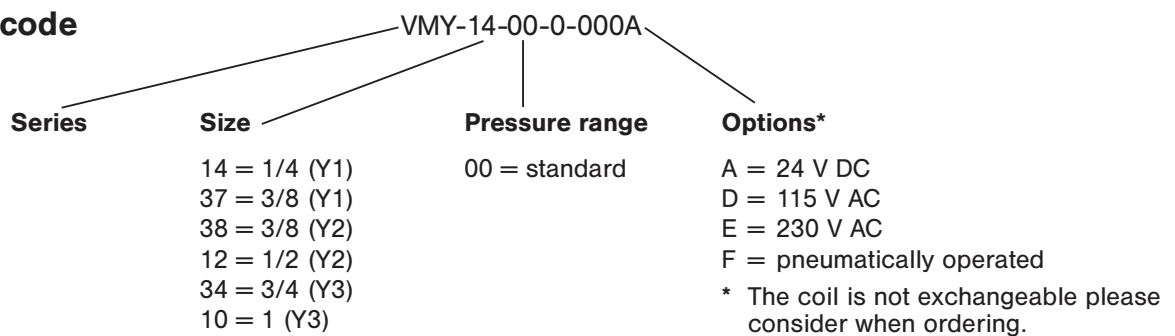 code
VMY-14-00-0-000A
Series
Size
Pressure range
Options*
14 = 1/4 (Y1)
00 = standard
A = 24 V DC
37 = 3/8 (Y1)
D = 115 V AC
38 = 3/8 (Y2)
E = 230 V AC
12 = 1/2 (Y2)
F = pneumatically operated
34 = 3/4 (Y3)
* The coil is not exchangeable please
10 = 1 (Y3)
consider when ordering.